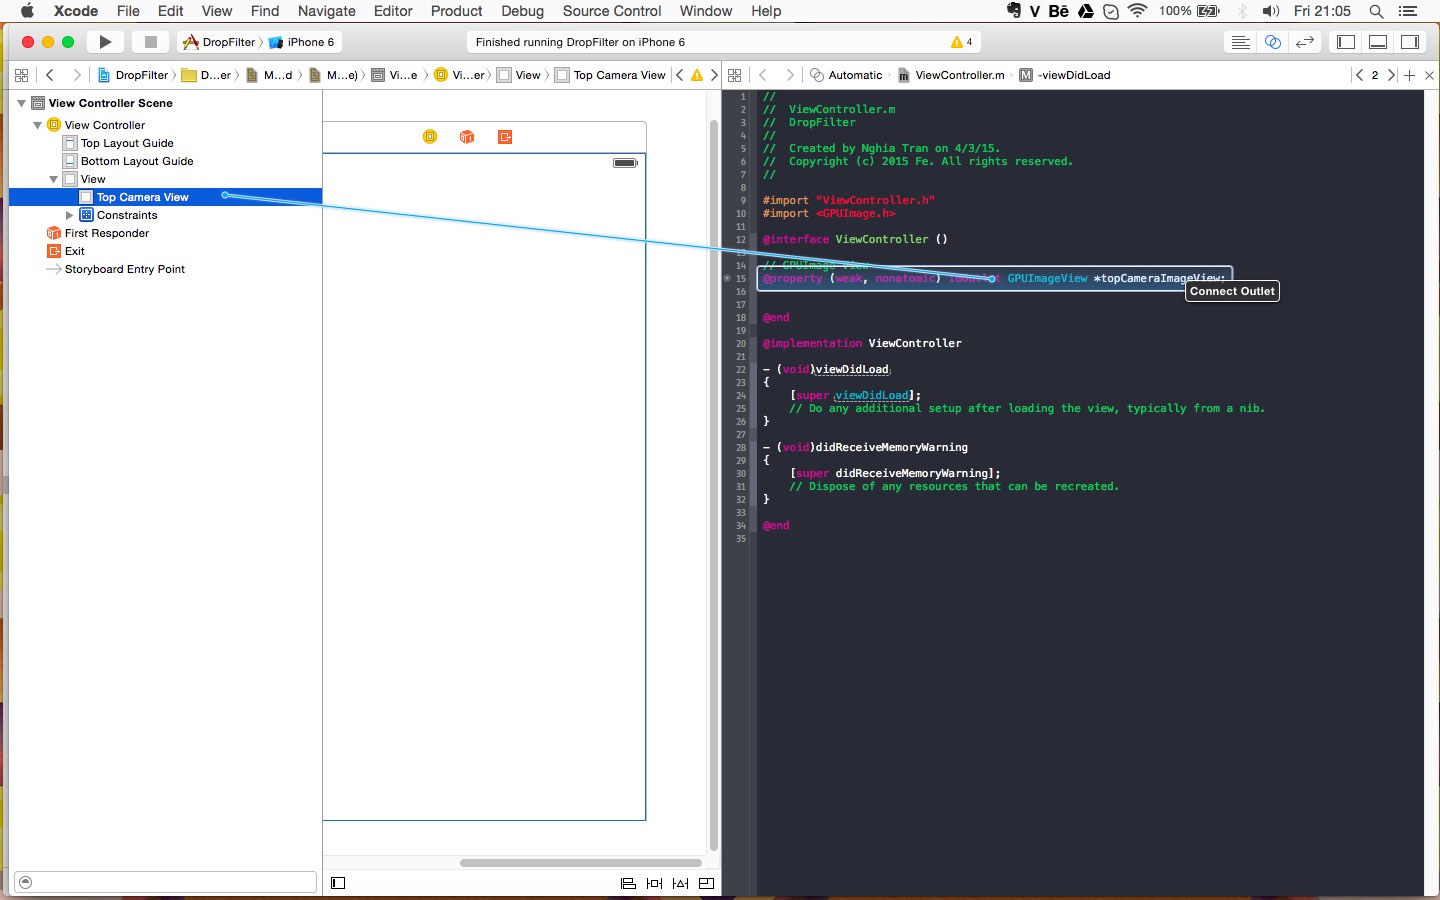 Xcode File Edit View Find Navigate Editor Product Debug Source Control Window Help V Bē 100% Fri 21:05
DropFilter iPhone 6 Finished running DropFilter on iPhone 6 4
DropFilter D...er M...d M...e) Vi...e Vi...er View Top Camera View Automatic ViewController.m M -viewDidLoad 2
View Controller Scene
View Controller
Top Layout Guide
Bottom Layout Guide
View
Top Camera View
Constraints
First Responder
Exit
Storyboard Entry Point
1 //
2 //  ViewController.m
3 //  DropFilter
4 //
5 //  Created by Nghia Tran on 4/3/15.
6 //  Copyright (c) 2015 Fe. All rights reserved.
7 //
8
9 #import "ViewController.h"
10 #import <GPUImage.h>
11
12 @interface ViewController ()
13
14 // GPUImage View
15 @property (weak, nonatomic) IBOutlet GPUImageView *topCameraImageView;
Connect Outlet
16
17
18 @end
19
20 @implementation ViewController
21
22 - (void)viewDidLoad
23 {
24     [super viewDidLoad];
25     // Do any additional setup after loading the view, typically from a nib.
26 }
27
28 - (void)didReceiveMemoryWarning
29 {
30     [super didReceiveMemoryWarning];
31     // Dispose of any resources that can be recreated.
32 }
33
34 @end
35